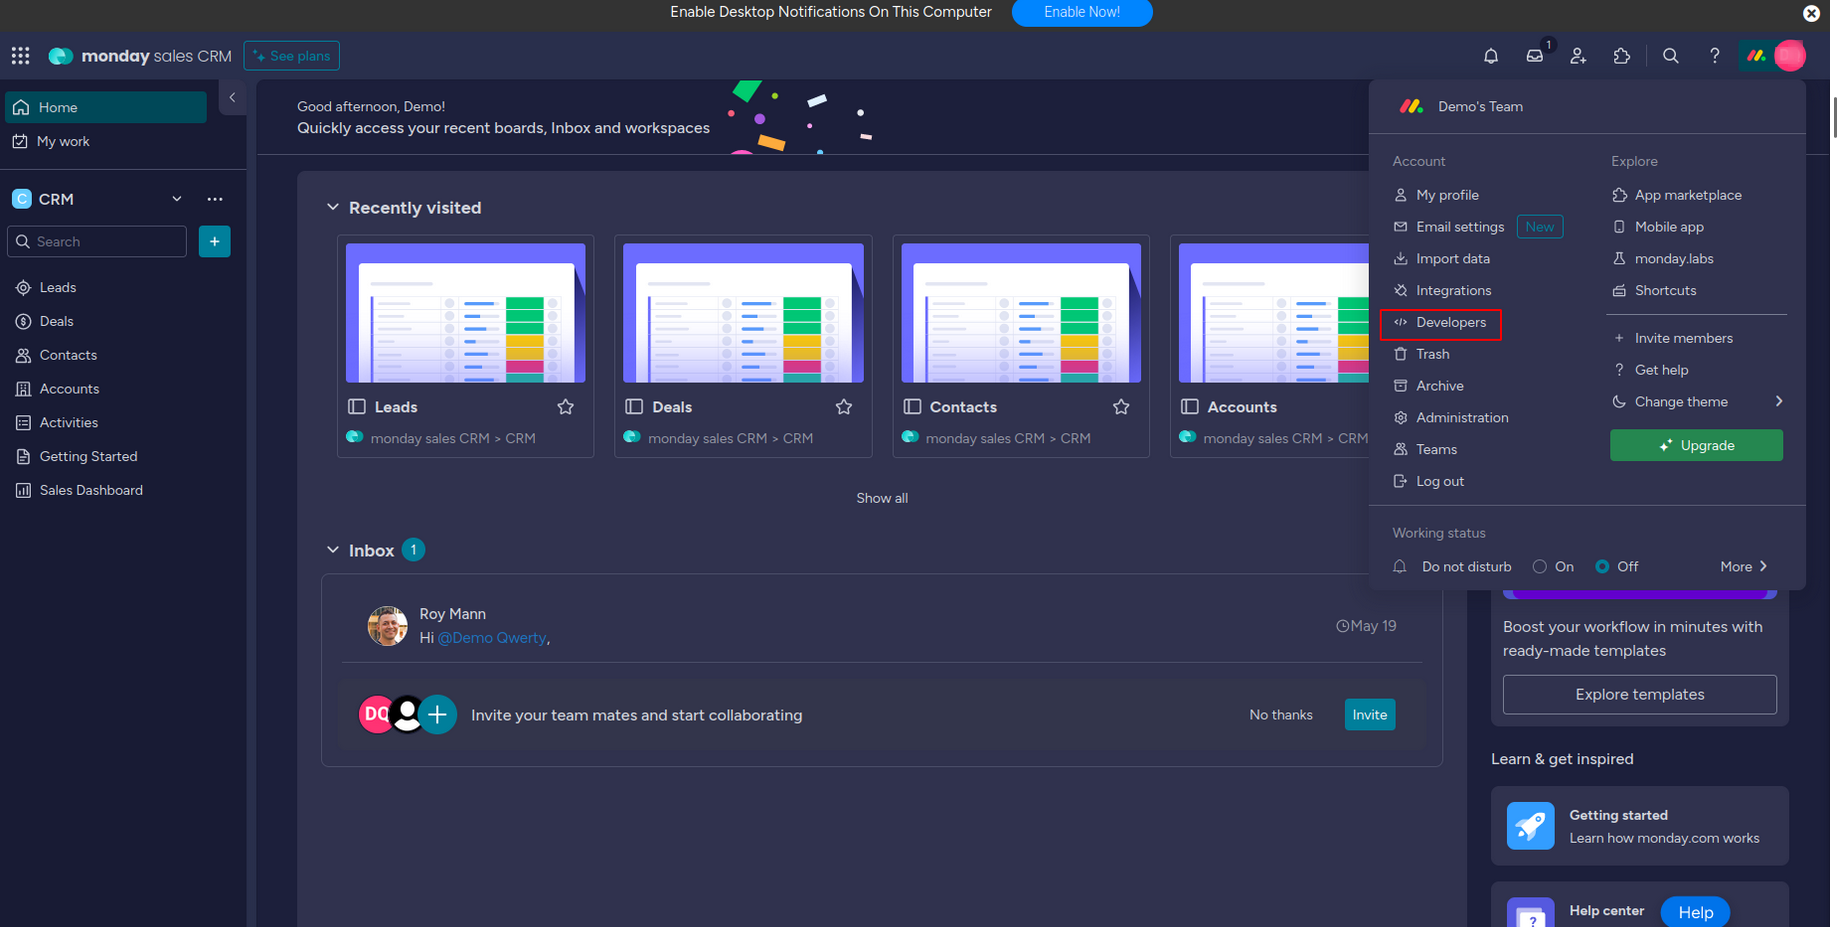 Enable Desktop Notifications On This Computer
Enable Now!
monday sales CRM
See plans
1
Home
My work
C CRM
Search
+
Leads
Deals
Contacts
Accounts
Activities
Getting Started
Sales Dashboard
Good afternoon, Demo!
Quickly access your recent boards, Inbox and workspaces
Recently visited
Leads
monday sales CRM > CRM
Deals
monday sales CRM > CRM
Contacts
monday sales CRM > CRM
Accounts
monday sales CRM > CRM
Show all
Inbox 1
Roy Mann
Hi @Demo Qwerty,
May 19
DQ
Invite your team mates and start collaborating
No thanks
Invite
Demo's Team
Account
My profile
Email settings New
Import data
Integrations
Developers
Trash
Archive
Administration
Teams
Log out
Explore
App marketplace
Mobile app
monday.labs
Shortcuts
+ Invite members
? Get help
Change theme
Upgrade
Working status
Do not disturb On Off More
Boost your workflow in minutes with
ready-made templates
Explore templates
Learn & get inspired
Getting started
Learn how monday.com works
Help center
Help